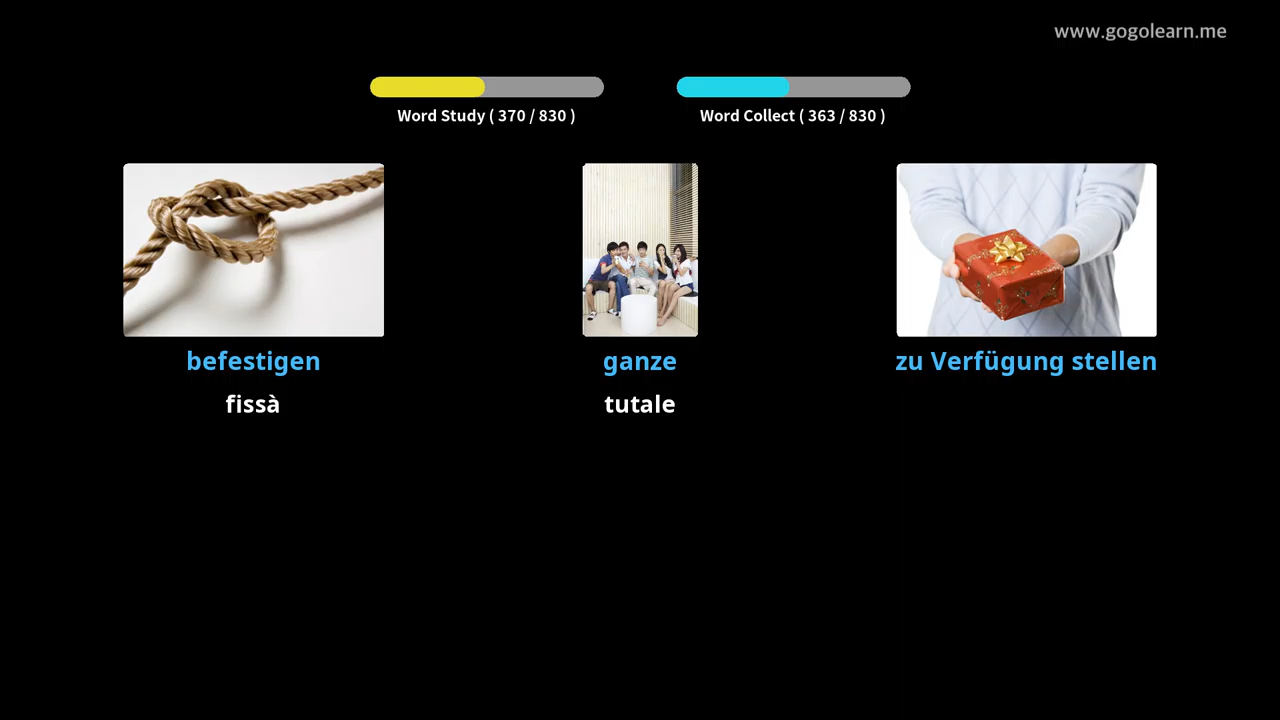 www.gogolearn.me
Word Study ( 370 / 830 )
Word Collect ( 363 / 830 )
befestigen
ganze
zu Verfügung stellen
fissà
tutale